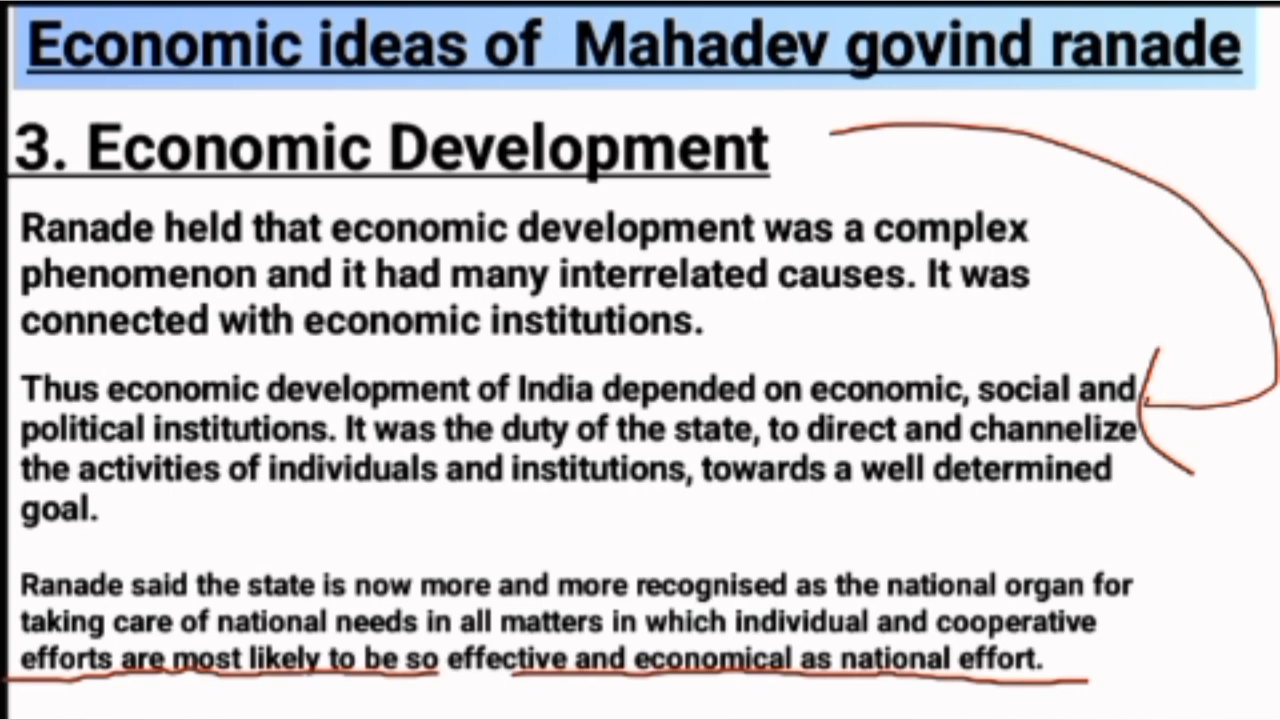 Economic ideas of Mahadev govind ranade
3. Economic Development
Ranade held that economic development was a complex
phenomenon and it had many interrelated causes. It was
connected with economic institutions.
Thus economic development of India depended on economic, social and
political institutions. It was the duty of the state, to direct and channelize
the activities of individuals and institutions, towards a well determined
goal.
Ranade said the state is now more and more recognised as the national organ for
taking care of national needs in all matters in which individual and cooperative
efforts are most likely to be so effective and economical as national effort.